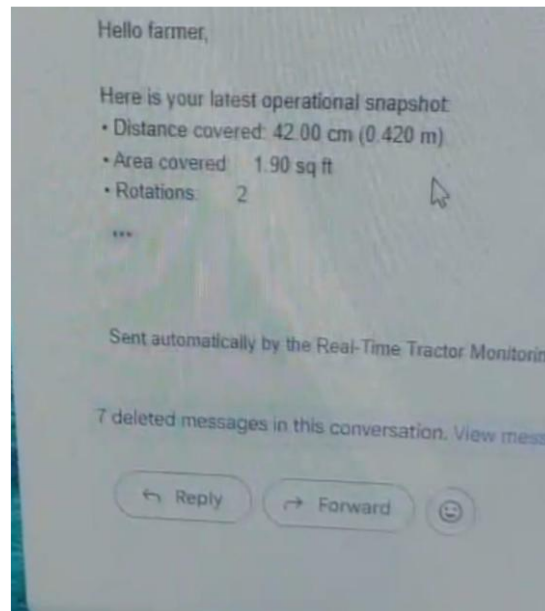 Hello farmer,
Here is your latest operational snapshot:
• Distance covered: 42.00 cm (0.420 m)
• Area covered: 1.90 sq ft
• Rotations: 2
•••
Sent automatically by the Real-Time Tractor
7 deleted messages in this conversation. View
Reply Forward